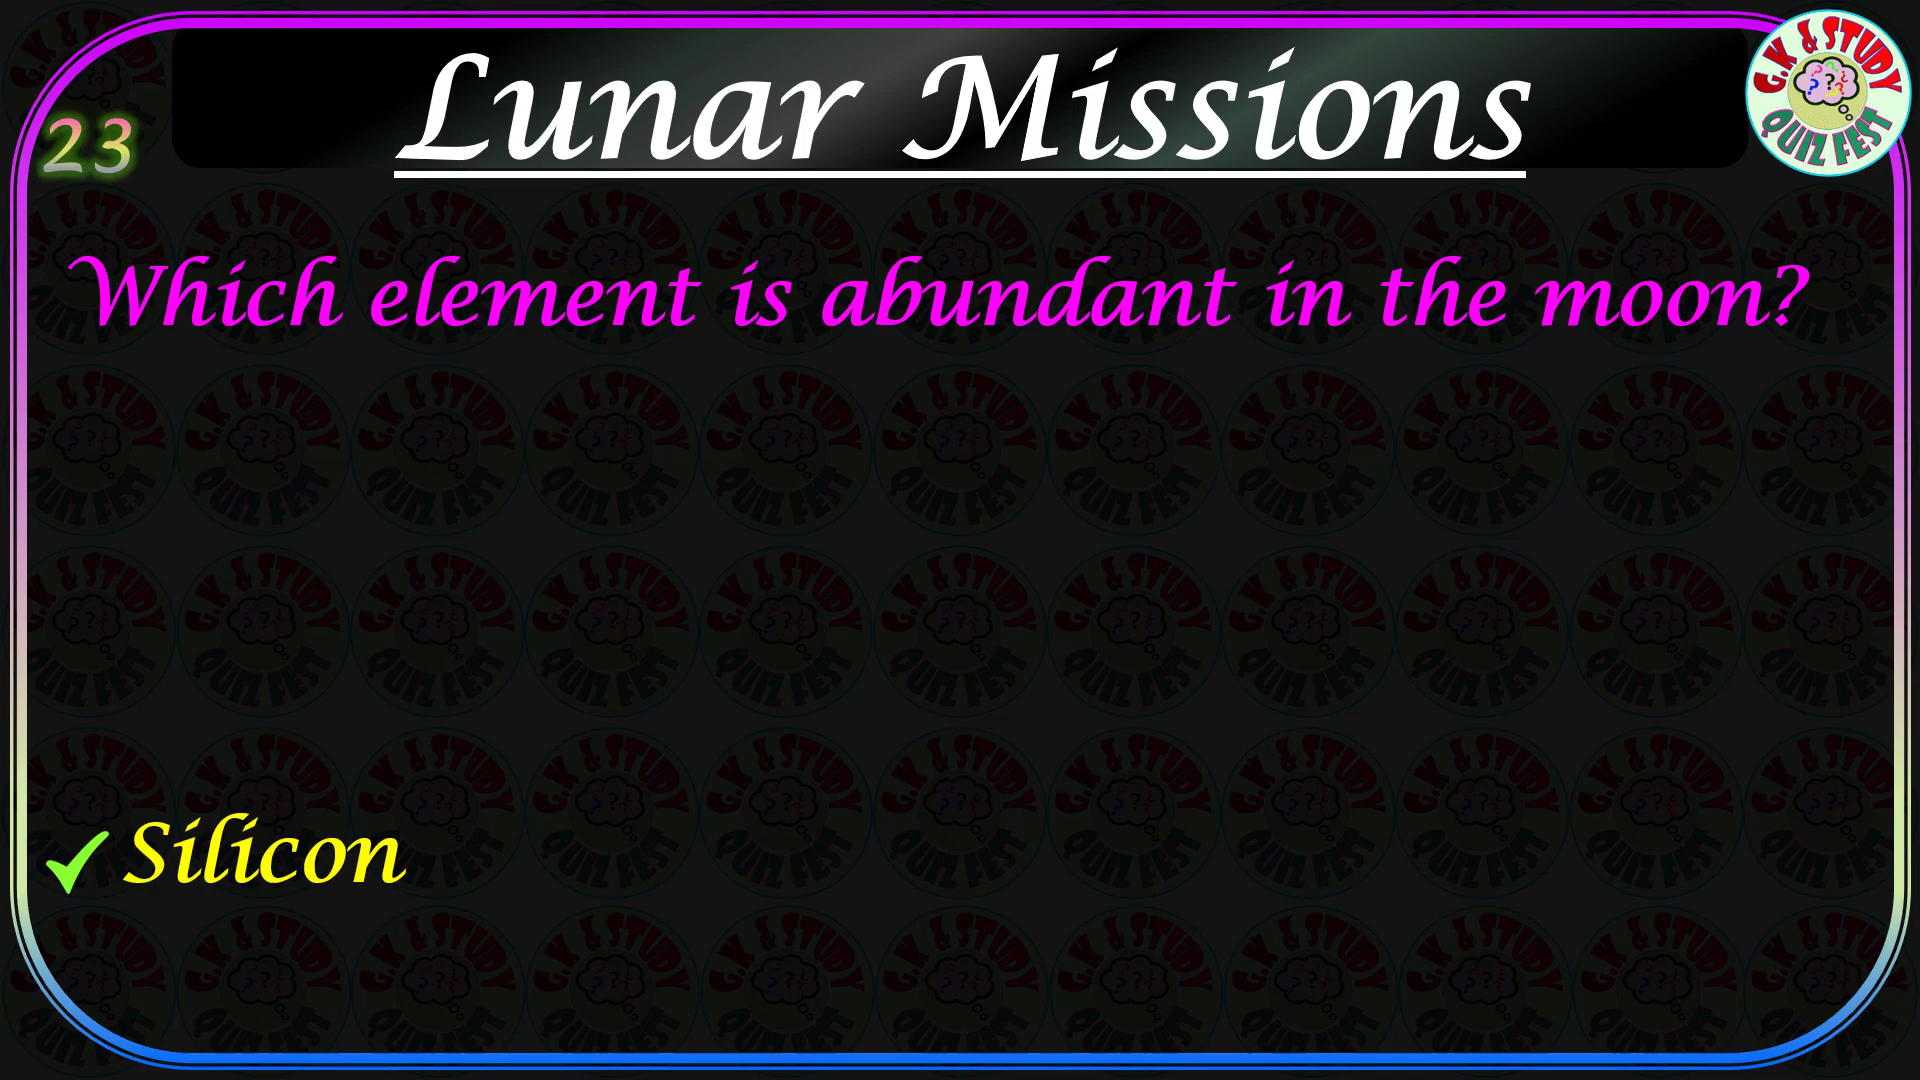 Lunar Missions
G.K & STUDY
QUIZ FEST
23
Which element is abundant in the moon?
Silicon